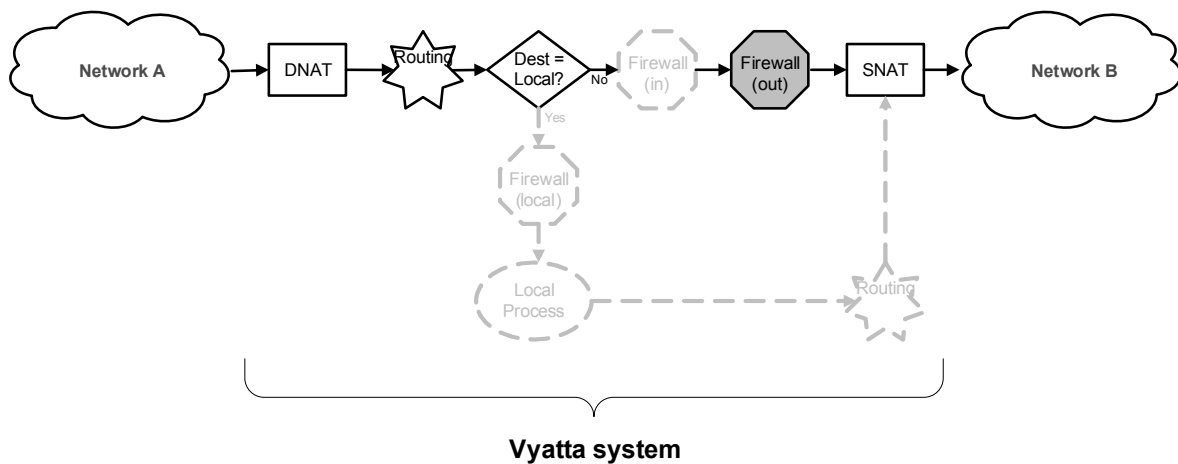 Network A
DNAT
Routing
Dest =
Local?
No
Firewall
(in)
Firewall
(out)
SNAT
Network B
Yes
Firewall
(local)
Local
Process
Routing
Vyatta system